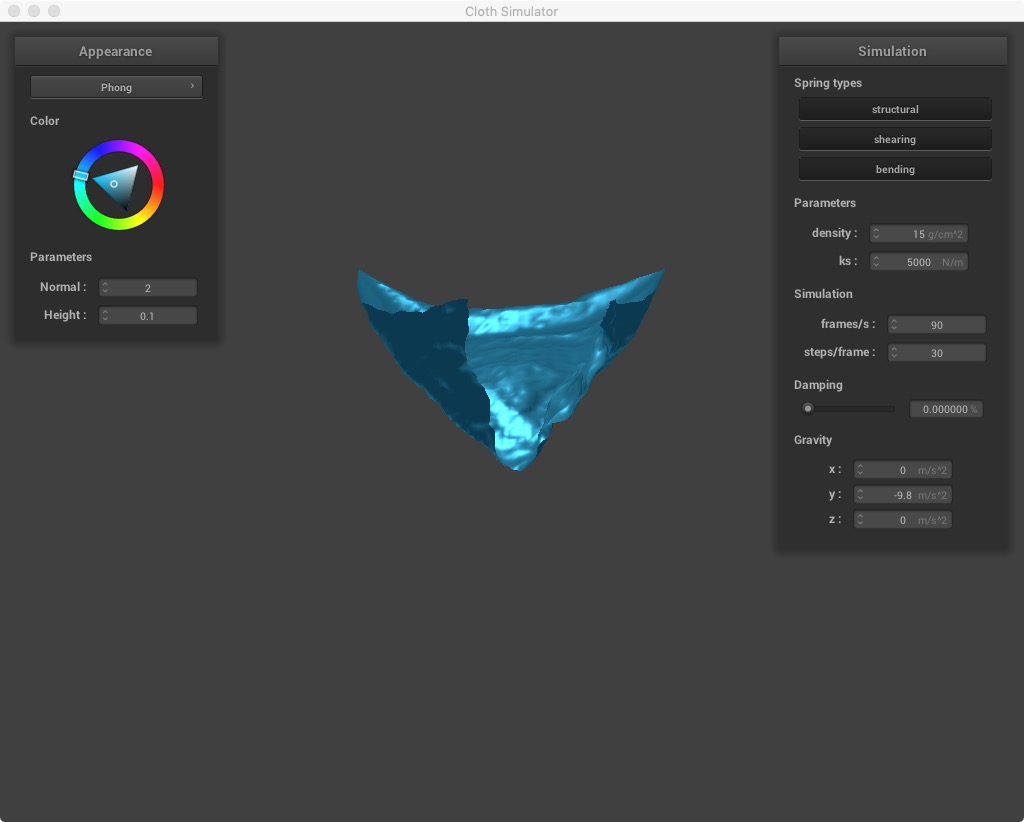 Cloth Simulator
Appearance
Phong
Color
Parameters
Normal : 2
Height : 0.1
Simulation
Spring types
structural
shearing
bending
Parameters
density : 15 g/cm^2
ks : 5000 N/m
Simulation
frames/s : 90
steps/frame : 30
Damping
0.000000 %
Gravity
x : 0 m/s^2
y : -9.8 m/s^2
z : 0 m/s^2